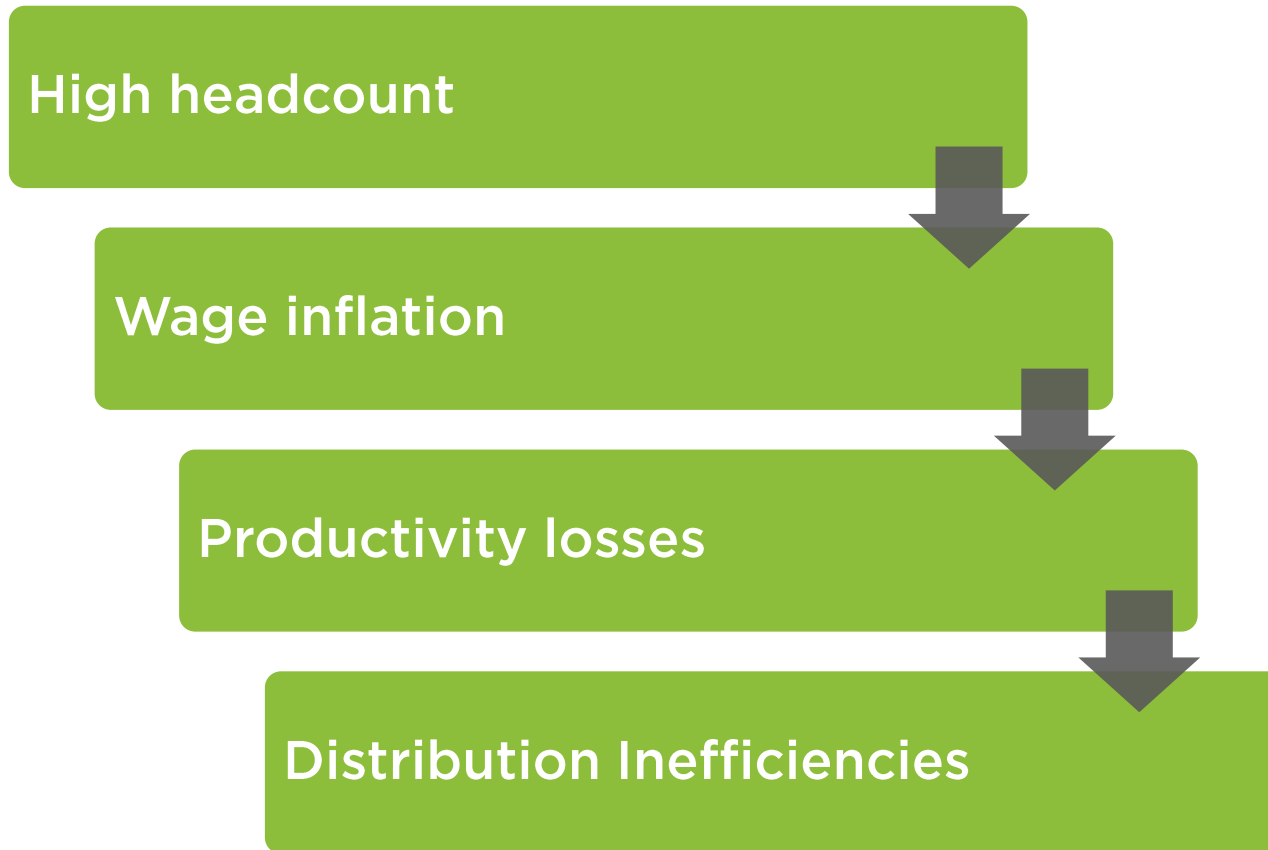 High headcount
Wage inflation
Productivity losses
Distribution Inefficiencies